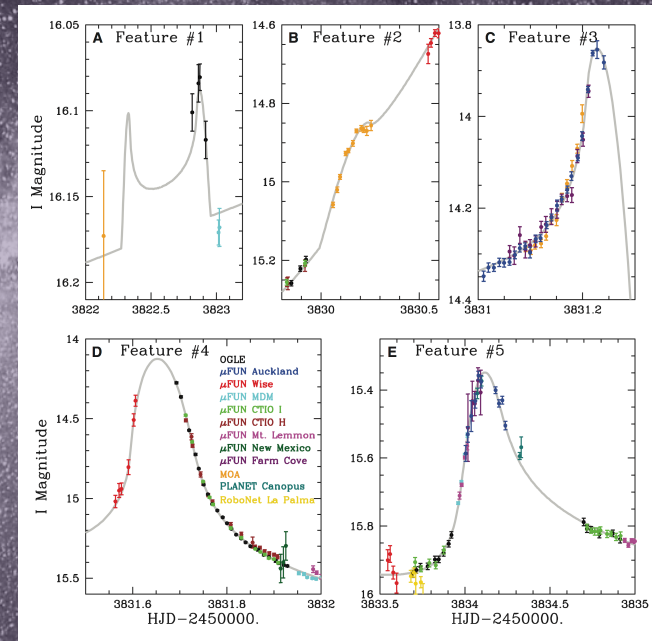 A Feature #1
16.05
16.1
16.15
16.2
I Magnitude
3822
3822.5
3823
B Feature #2
14.6
14.8
15
15.2
3830
3830.5
C Feature #3
13.8
14
14.2
14.4
3831
3831.2
D Feature #4
14
14.5
15
15.5
I Magnitude
3831.6
3831.8
3832
HJD-2450000.
OGLE
μFUN Auckland
μFUN Wise
μFUN MDM
μFUN CTIO I
μFUN CTIO H
μFUN Mt. Lemmon
μFUN New Mexico
μFUN Farm Cove
MOA
PLANET Canopus
RoboNet La Palma
E Feature #5
15.4
15.6
15.8
16
3833.5
3834
3834.5
3835
HJD-2450000.